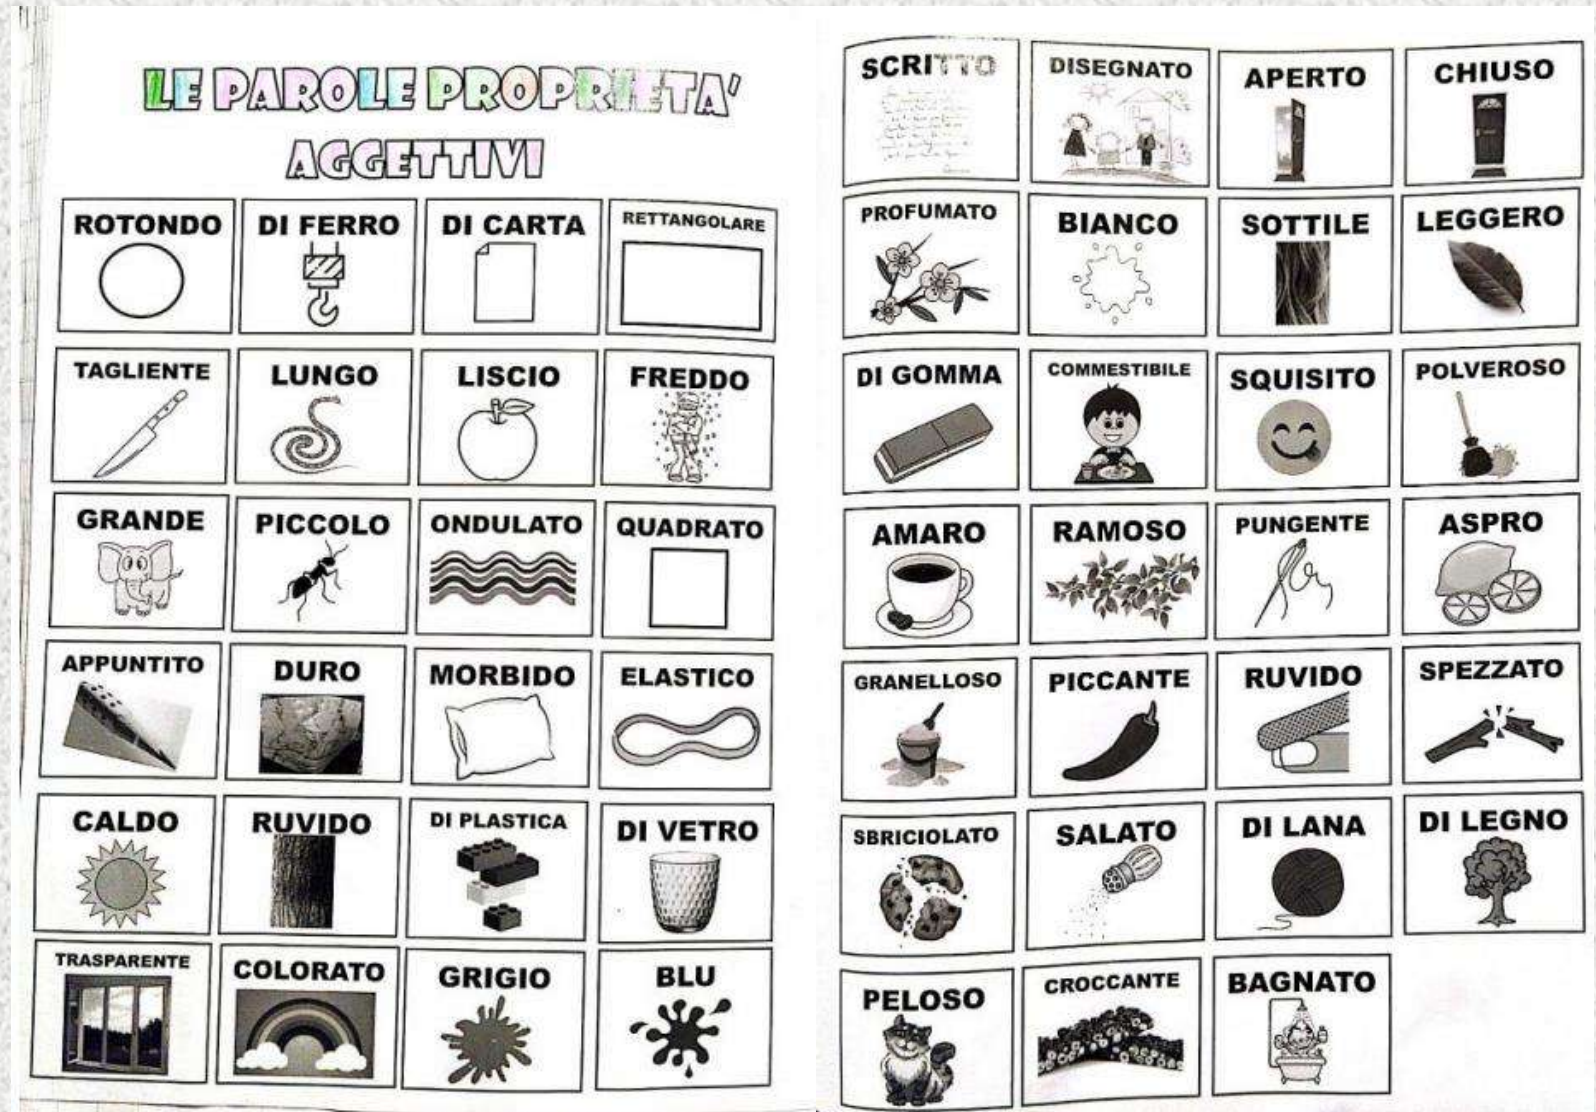 LE PAROLE PROPRIETA'
AGGETTIVI
ROTONDO
DI FERRO
DI CARTA
RETTANGOLARE
TAGLIENTE
LUNGO
LISCIO
FREDDO
GRANDE
PICCOLO
ONDULATO
QUADRATO
APPUNTITO
DURO
MORBIDO
ELASTICO
CALDO
RUVIDO
DI PLASTICA
DI VETRO
TRASPARENTE
COLORATO
GRIGIO
BLU
SCRITTO
DISEGNATO
APERTO
CHIUSO
PROFUMATO
BIANCO
SOTTILE
LEGGERO
DI GOMMA
COMMESTIBILE
SQUISITO
POLVEROSO
AMARO
RAMOSO
PUNGENTE
ASPRO
GRANELLOSO
PICCANTE
RUVIDO
SPEZZATO
SBRICIOLATO
SALATO
DI LANA
DI LEGNO
PELOSO
CROCCANTE
BAGNATO